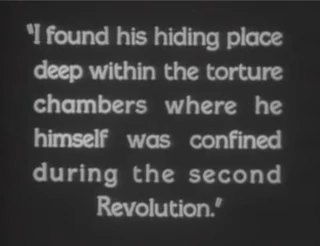 "I found his hiding place
deep within the torture
chambers where he
himself was confined
during the second
Revolution."